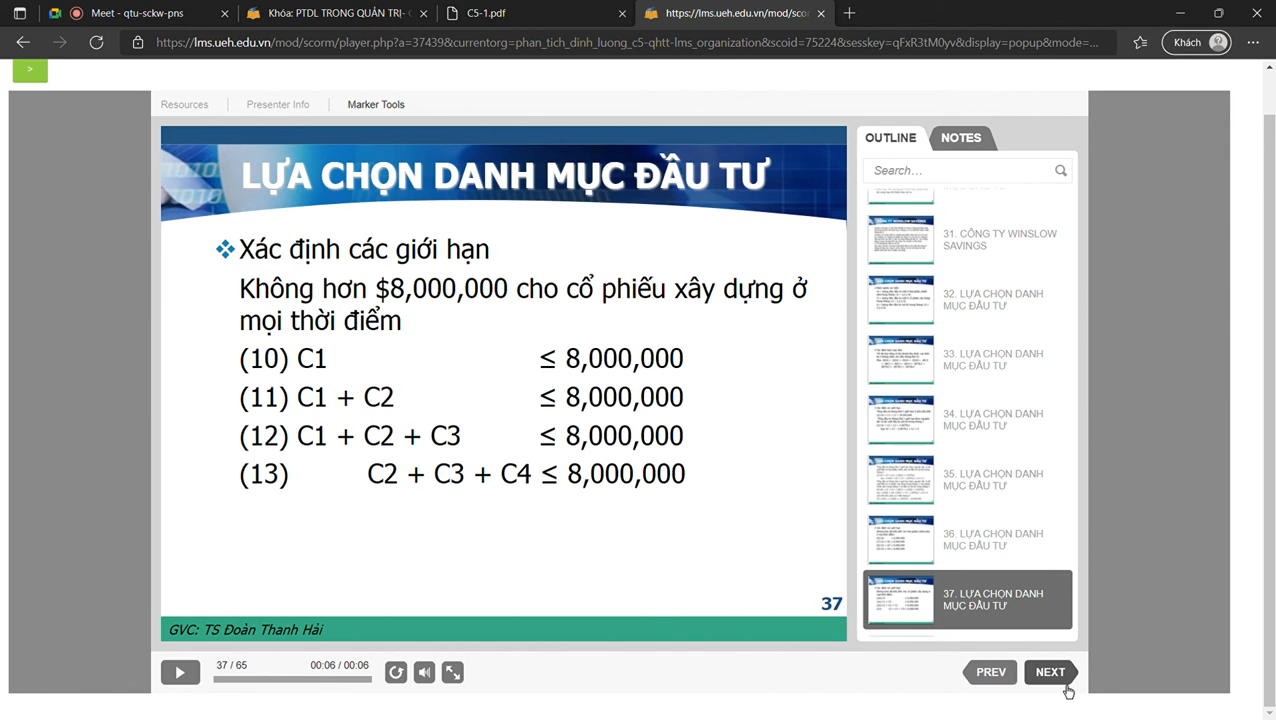 Meet - qtu-sckw-pns
Khóa: PTDL TRONG QUẢN TRỊ-
C5-1.pdf
https://lms.ueh.edu.vn/mod/scor
https://lms.ueh.edu.vn/mod/scorm/player.php?a=37439&currentorg=phan_tich_dinh_luong_c5-qhtt-lms_organization&scoid=75224&sesskey=qFxR3tM0yv&display=popup&mode=...
Khách
>
Resources
Presenter Info
Marker Tools
LỰA CHỌN DANH MỤC ĐẦU TƯ
Xác định các giới hạn
Không hơn $8,000,000 cho cổ phiếu xây dựng ở
mọi thời điểm
(10) C1 ≤ 8,000,000
(11) C1 + C2 ≤ 8,000,000
(12) C1 + C2 + C3 ≤ 8,000,000
(13) C2 + C3 + C4 ≤ 8,000,000
37
GVC: TS Đoàn Thanh Hải
37 / 65
00:06 / 00:06
PREV
NEXT
OUTLINE
NOTES
Search...
31. CÔNG TY WINSLOW
SAVINGS
32. LỰA CHỌN DANH
MỤC ĐẦU TƯ
33. LỰA CHỌN DANH
MỤC ĐẦU TƯ
34. LỰA CHỌN DANH
MỤC ĐẦU TƯ
35. LỰA CHỌN DANH
MỤC ĐẦU TƯ
36. LỰA CHỌN DANH
MỤC ĐẦU TƯ
37. LỰA CHỌN DANH
MỤC ĐẦU TƯ